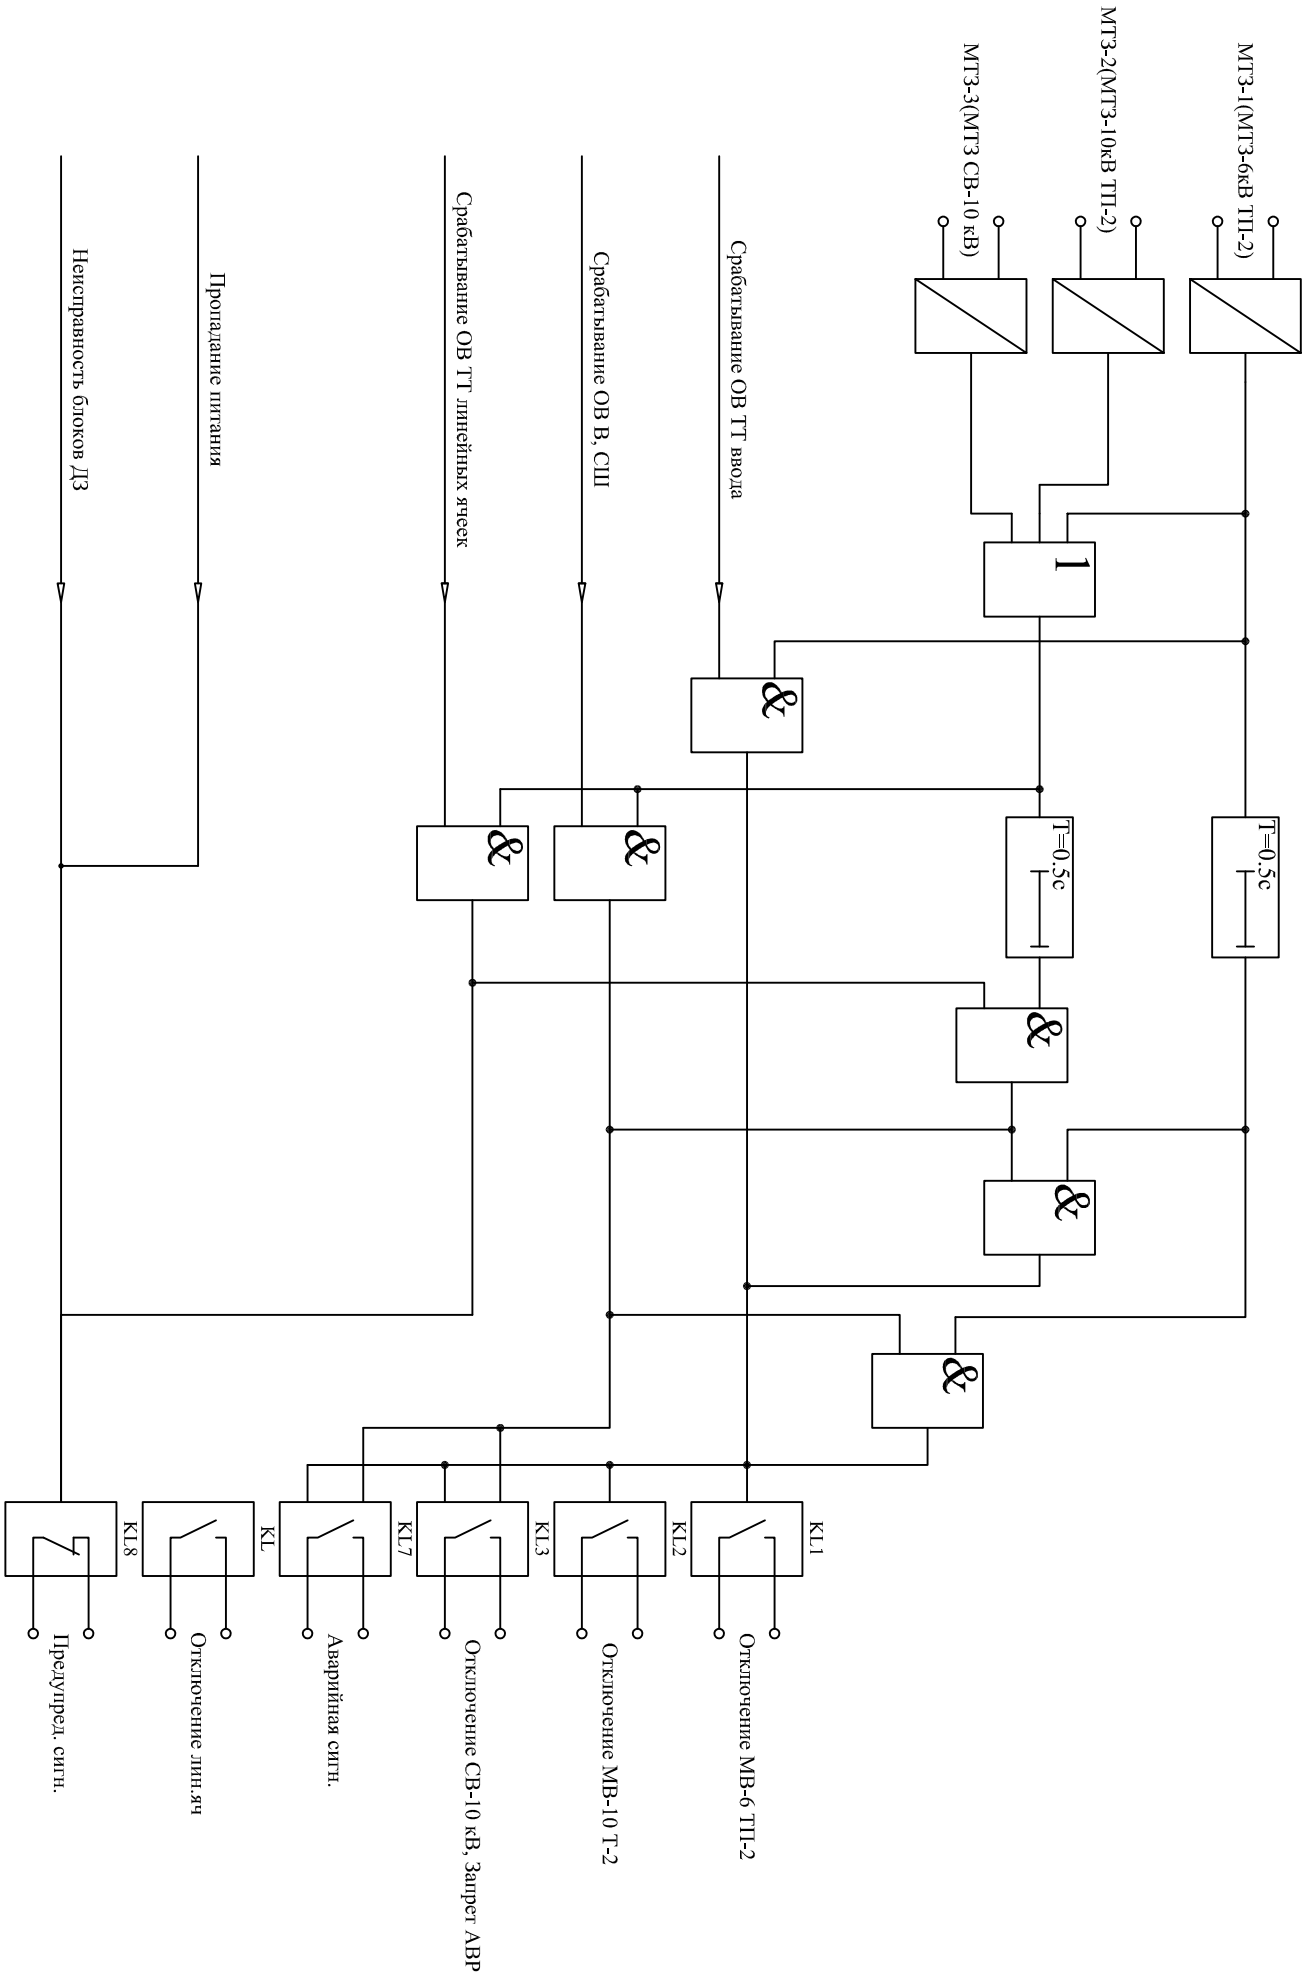 МТЗ-1(МТЗ-6кВ ТП-2)
МТЗ-2(МТЗ-10кВ ТП-2)
МТЗ-3(МТЗ СВ-10 кВ)
Срабатывание ОВ ТТ ввода
Срабатывание ОВ В, СШ
Срабатывание ОВ ТТ линейных ячеек
Пропадание питания
Неисправность блоков ДЗ
1
&
T=0.5c
T=0.5c
&
&
&
&
&
KL1
Отключение МВ-6 ТП-2
KL2
Отключение МВ-10 Т-2
KL3
Отключение СВ-10 кВ, Запрет АВР
KL7
Аварийная сигн.
KL
Отключение лин.яч
KL8
Предупред. сигн.